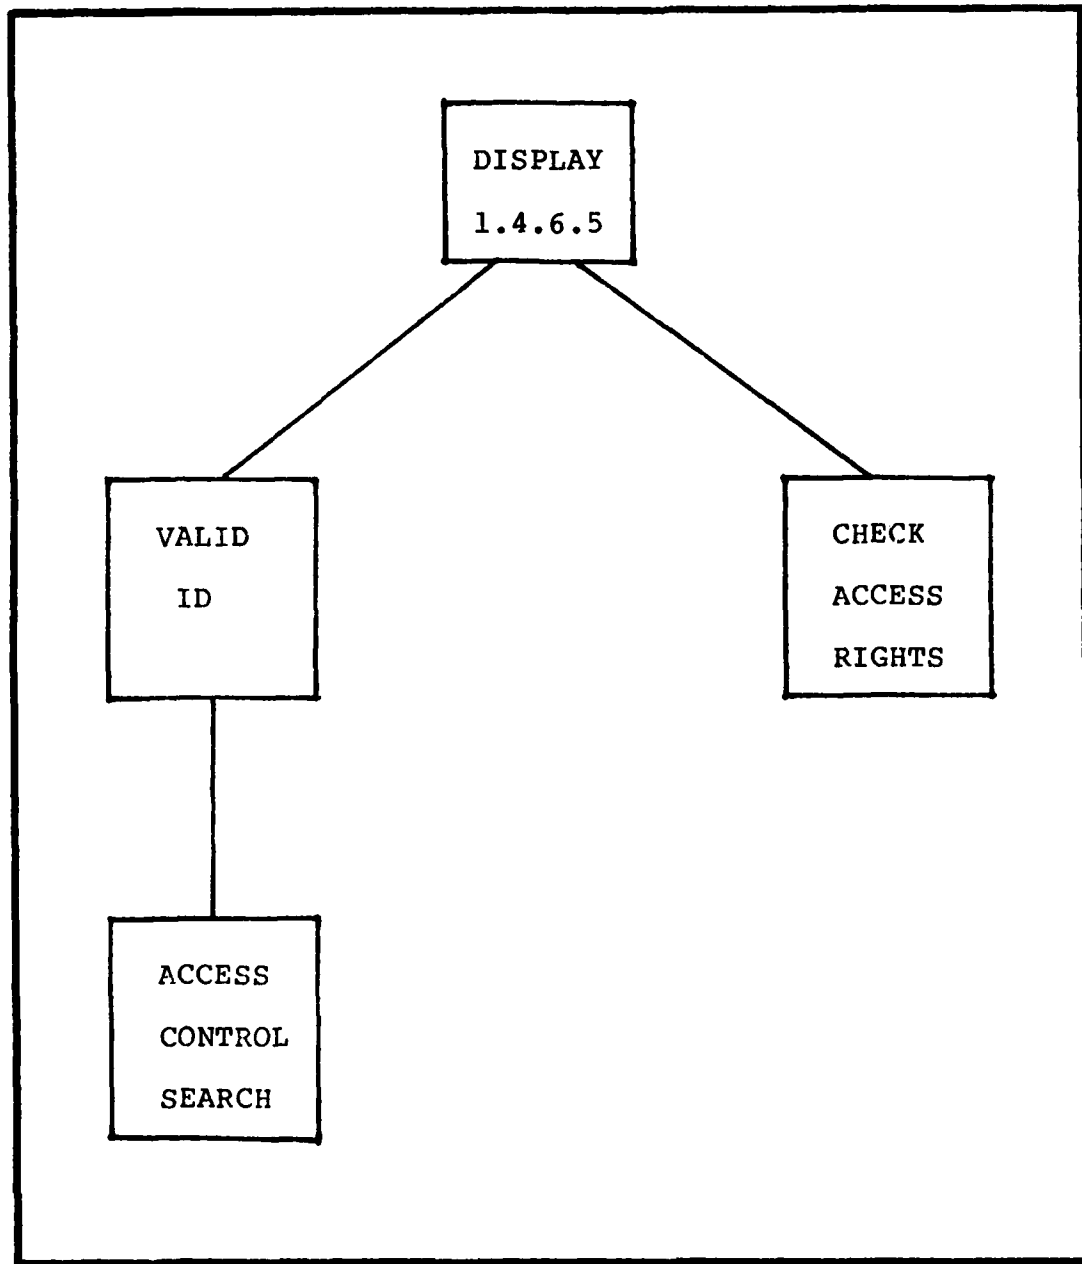 DISPLAY
1.4.6.5
VALID
ID
CHECK
ACCESS
RIGHTS
ACCESS
CONTROL
SEARCH